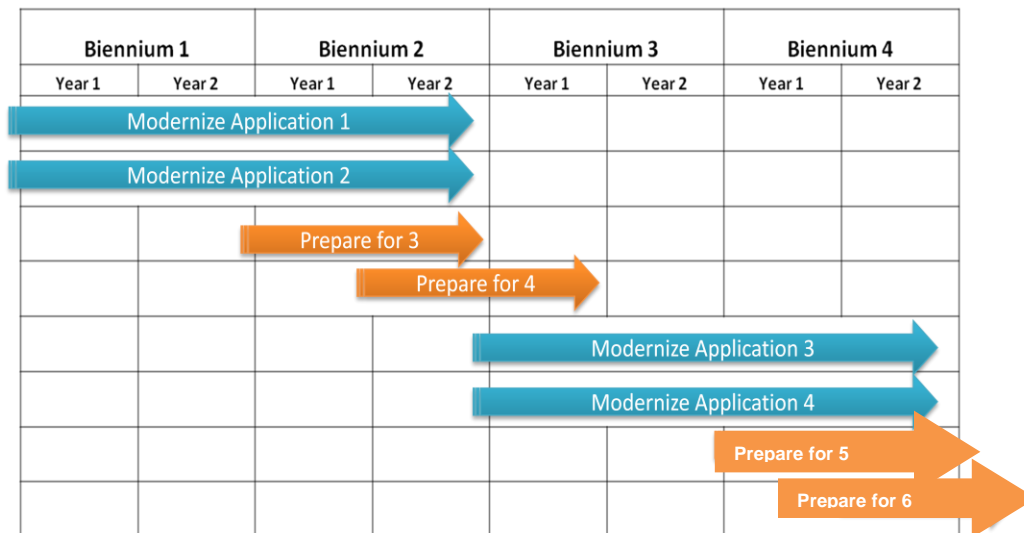 Biennium 1 Biennium 2 Biennium 3 Biennium 4
Year 1 Year 2 Year 1 Year 2 Year 1 Year 2 Year 1 Year 2
Modernize Application 1
Modernize Application 2
Prepare for 3
Prepare for 4
Modernize Application 3
Modernize Application 4
Prepare for 5
Prepare for 6